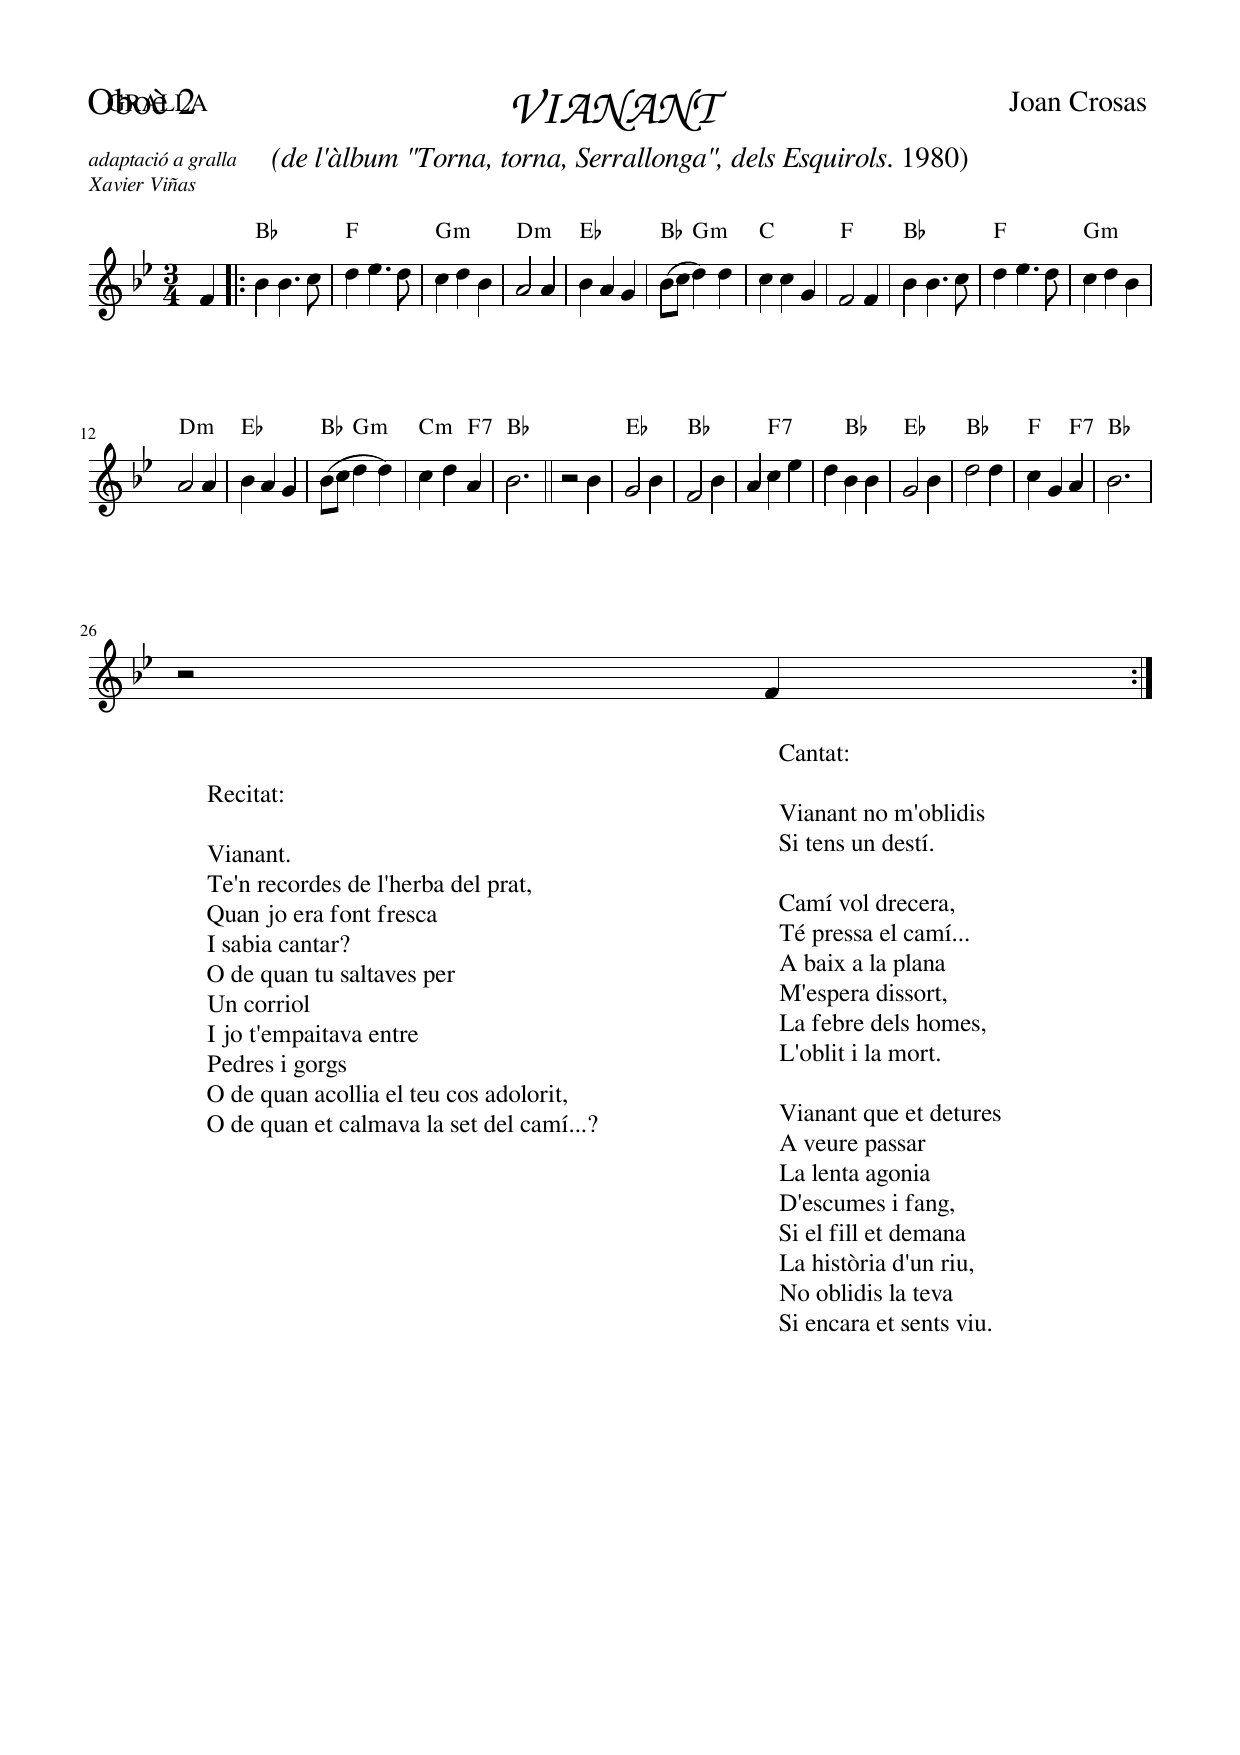 Oboè 2
GRALLA
VIANANT
Joan Crosas
adaptació a gralla
Xavier Viñas
(de l'àlbum "Torna, torna, Serrallonga", dels Esquirols. 1980)
B♭ F Gm Dm E♭ B♭ Gm C F B♭ F Gm
3
4
12
Dm E♭ B♭ Gm Cm F7 B♭ E♭ B♭ F7 B♭ E♭ B♭ F F7 B♭
26
Recitat:
Vianant.
Te'n recordes de l'herba del prat,
Quan jo era font fresca
I sabia cantar?
O de quan tu saltaves per
Un corriol
I jo t'empaitava entre
Pedres i gorgs
O de quan acollia el teu cos adolorit,
O de quan et calmava la set del camí...?
Cantat:
Vianant no m'oblidis
Si tens un destí.
Camí vol drecera,
Té pressa el camí...
A baix a la plana
M'espera dissort,
La febre dels homes,
L'oblit i la mort.
Vianant que et detures
A veure passar
La lenta agonia
D'escumes i fang,
Si el fill et demana
La història d'un riu,
No oblidis la teva
Si encara et sents viu.